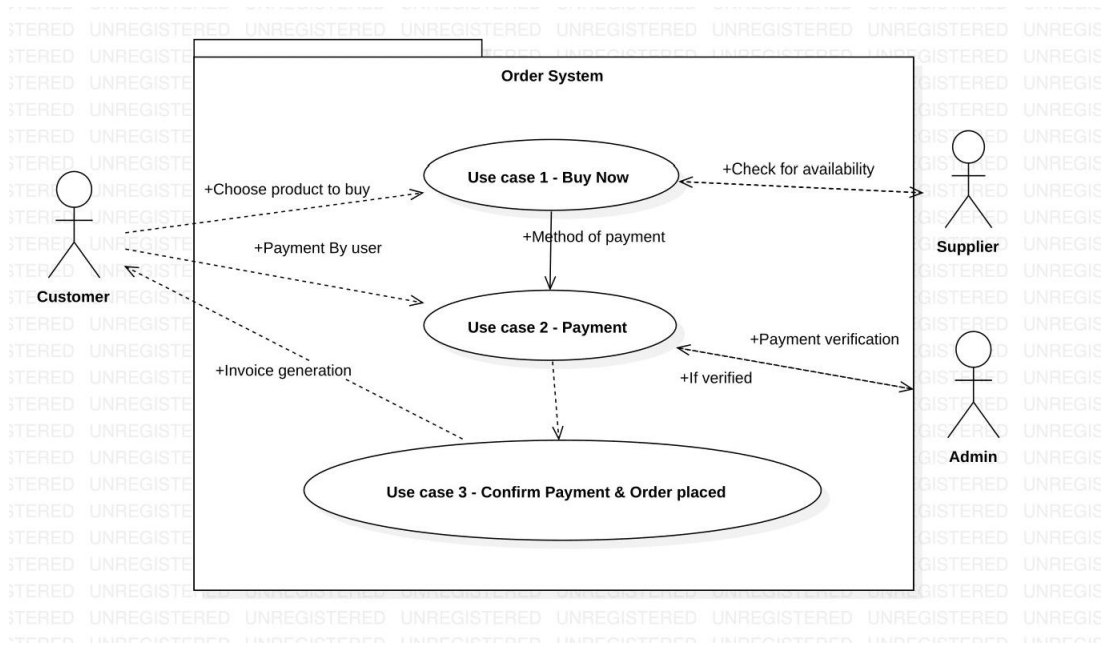 Order System
Use case 1 - Buy Now
+Check for availability
+Choose product to buy
+Method of payment
+Payment By user
Supplier
Customer
Use case 2 - Payment
+Payment verification
+If verified
+Invoice generation
Admin
Use case 3 - Confirm Payment & Order placed
UNREGISTERED